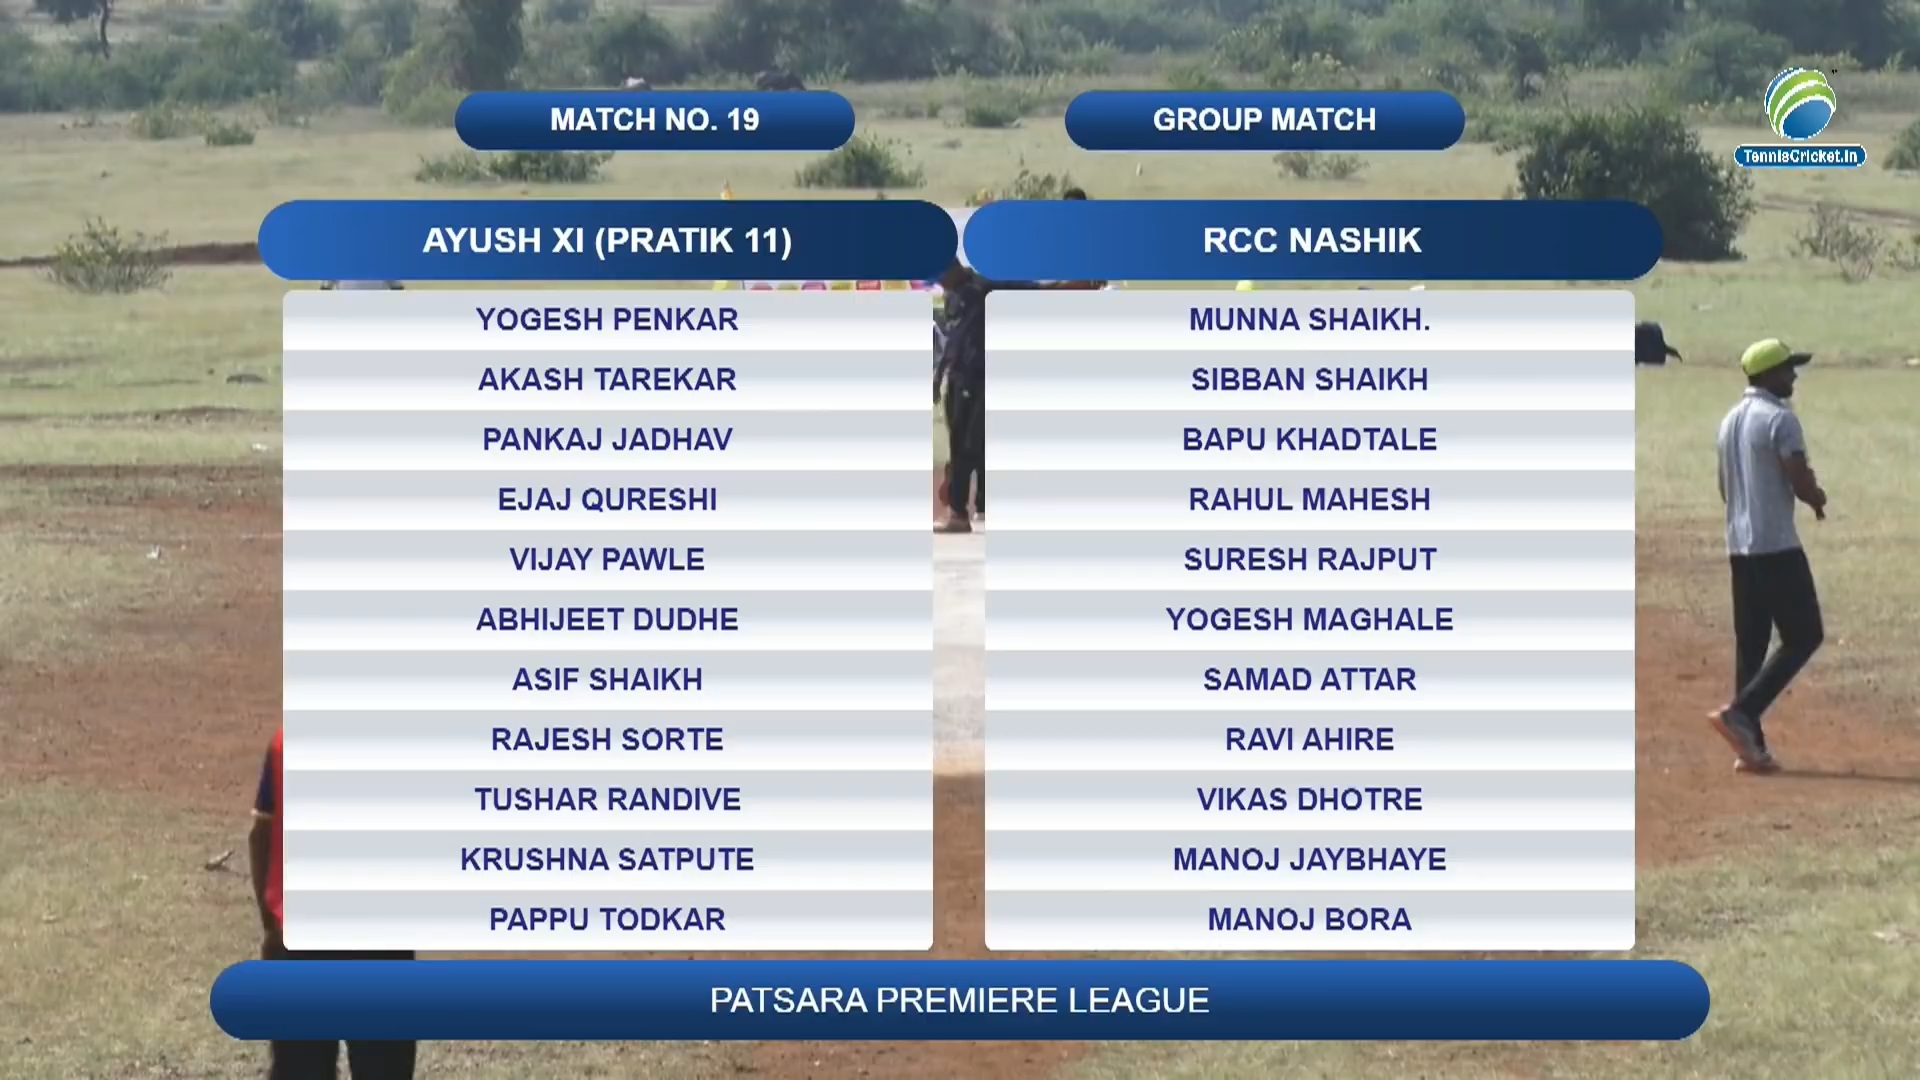 MATCH NO. 19
GROUP MATCH
TennisCricket.in
AYUSH XI (PRATIK 11)
RCC NASHIK
YOGESH PENKAR
MUNNA SHAIKH.
AKASH TAREKAR
SIBBAN SHAIKH
PANKAJ JADHAV
BAPU KHADTALE
EJAJ QURESHI
RAHUL MAHESH
VIJAY PAWLE
SURESH RAJPUT
ABHIJEET DUDHE
YOGESH MAGHALE
ASIF SHAIKH
SAMAD ATTAR
RAJESH SORTE
RAVI AHIRE
TUSHAR RANDIVE
VIKAS DHOTRE
KRUSHNA SATPUTE
MANOJ JAYBHAYE
PAPPU TODKAR
MANOJ BORA
PATSARA PREMIERE LEAGUE